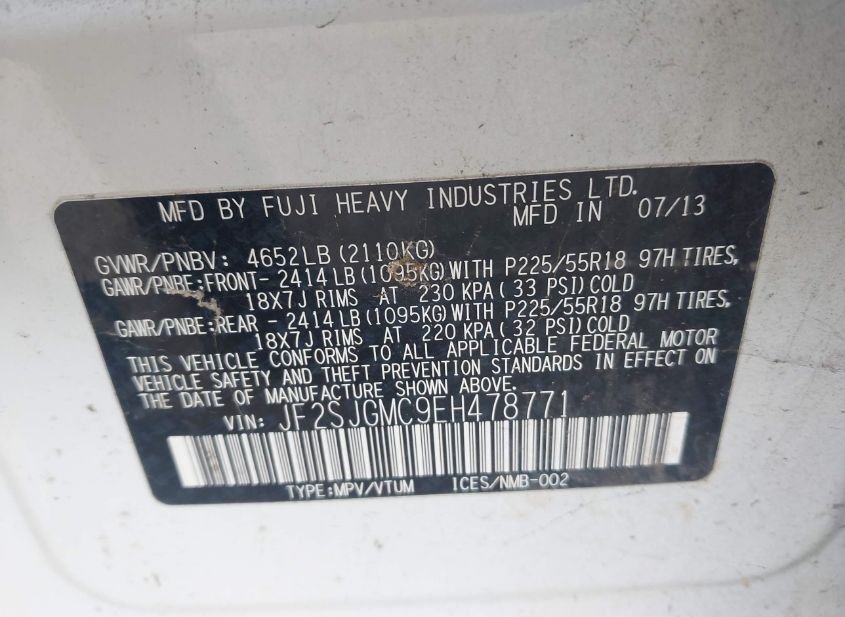 MFD BY FUJI HEAVY INDUSTRIES LTD.
MFD IN 07/13
GVWR/PNBV: 4652LB (2110KG)
GAWR/PNBE:FRONT- 2414LB (1095KG) WITH P225/55R18 97H TIRES,
18X7J RIMS AT 230 KPA ( 33 PSI) COLD
GAWR/PNBE:REAR - 2414LB (1095KG) WITH P225/55R18 97H TIRES,
18X7J RIMS AT 220 KPA ( 32 PSI) COLD
THIS VEHICLE CONFORMS TO ALL APPLICABLE FEDERAL MOTOR
VEHICLE SAFETY AND THEFT PREVENTION STANDARDS IN EFFECT ON
THE DATE OF MANUFACTURE SHOWN ABOVE.
VIN: JF2SJGMC9EH478771
TYPE:MPV/VTUM ICES/NMB-002